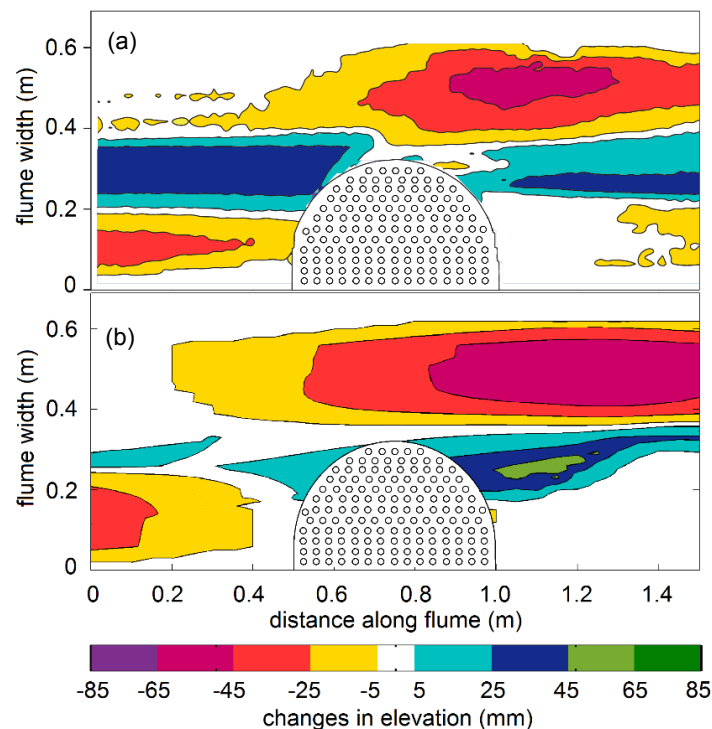 (a)
flume width (m)
0.6
0.4
0.2
0
(b)
flume width (m)
0.6
0.4
0.2
0
0 0.2 0.4 0.6 0.8 1.0 1.2 1.4
distance along flume (m)
-85 -65 -45 -25 -5 5 25 45 65 85
changes in elevation (mm)